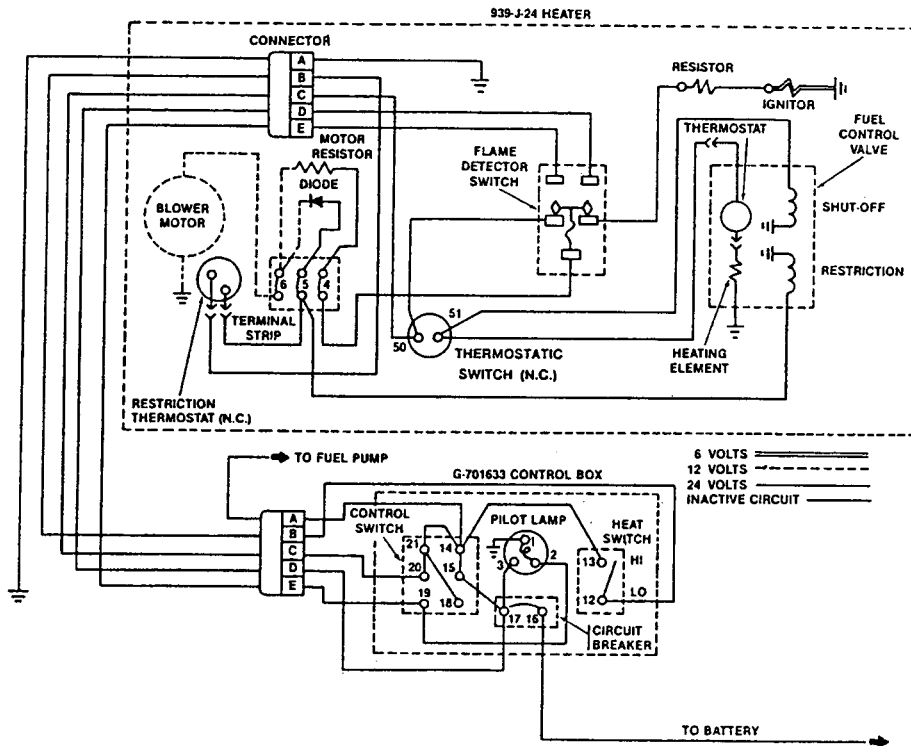 939-J-24 HEATER
CONNECTOR
A
B
C
D
E
MOTOR
RESISTOR
DIODE
BLOWER
MOTOR
6
5
4
TERMINAL
STRIP
RESTRICTION
THERMOSTAT (N.C.)
FLAME
DETECTOR
SWITCH
50
51
THERMOSTATIC
SWITCH (N.C.)
RESISTOR
IGNITOR
THERMOSTAT
FUEL
CONTROL
VALVE
SHUT-OFF
RESTRICTION
HEATING
ELEMENT
TO FUEL PUMP
6 VOLTS
12 VOLTS
24 VOLTS
INACTIVE CIRCUIT
G-701633 CONTROL BOX
A
B
C
D
E
CONTROL
SWITCH
21
14
20
15
19
18
PILOT LAMP
1
2
3
17
16
CIRCUIT
BREAKER
HEAT
SWITCH
13
HI
12
LO
TO BATTERY